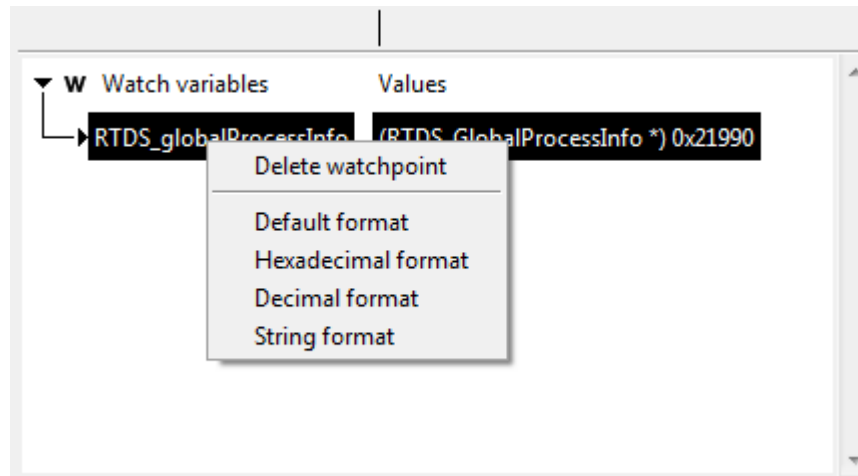 W Watch variables Values
RTDS_globalProcessInfo (RTDS_GlobalProcessInfo *) 0x21990
Delete watchpoint
Default format
Hexadecimal format
Decimal format
String format